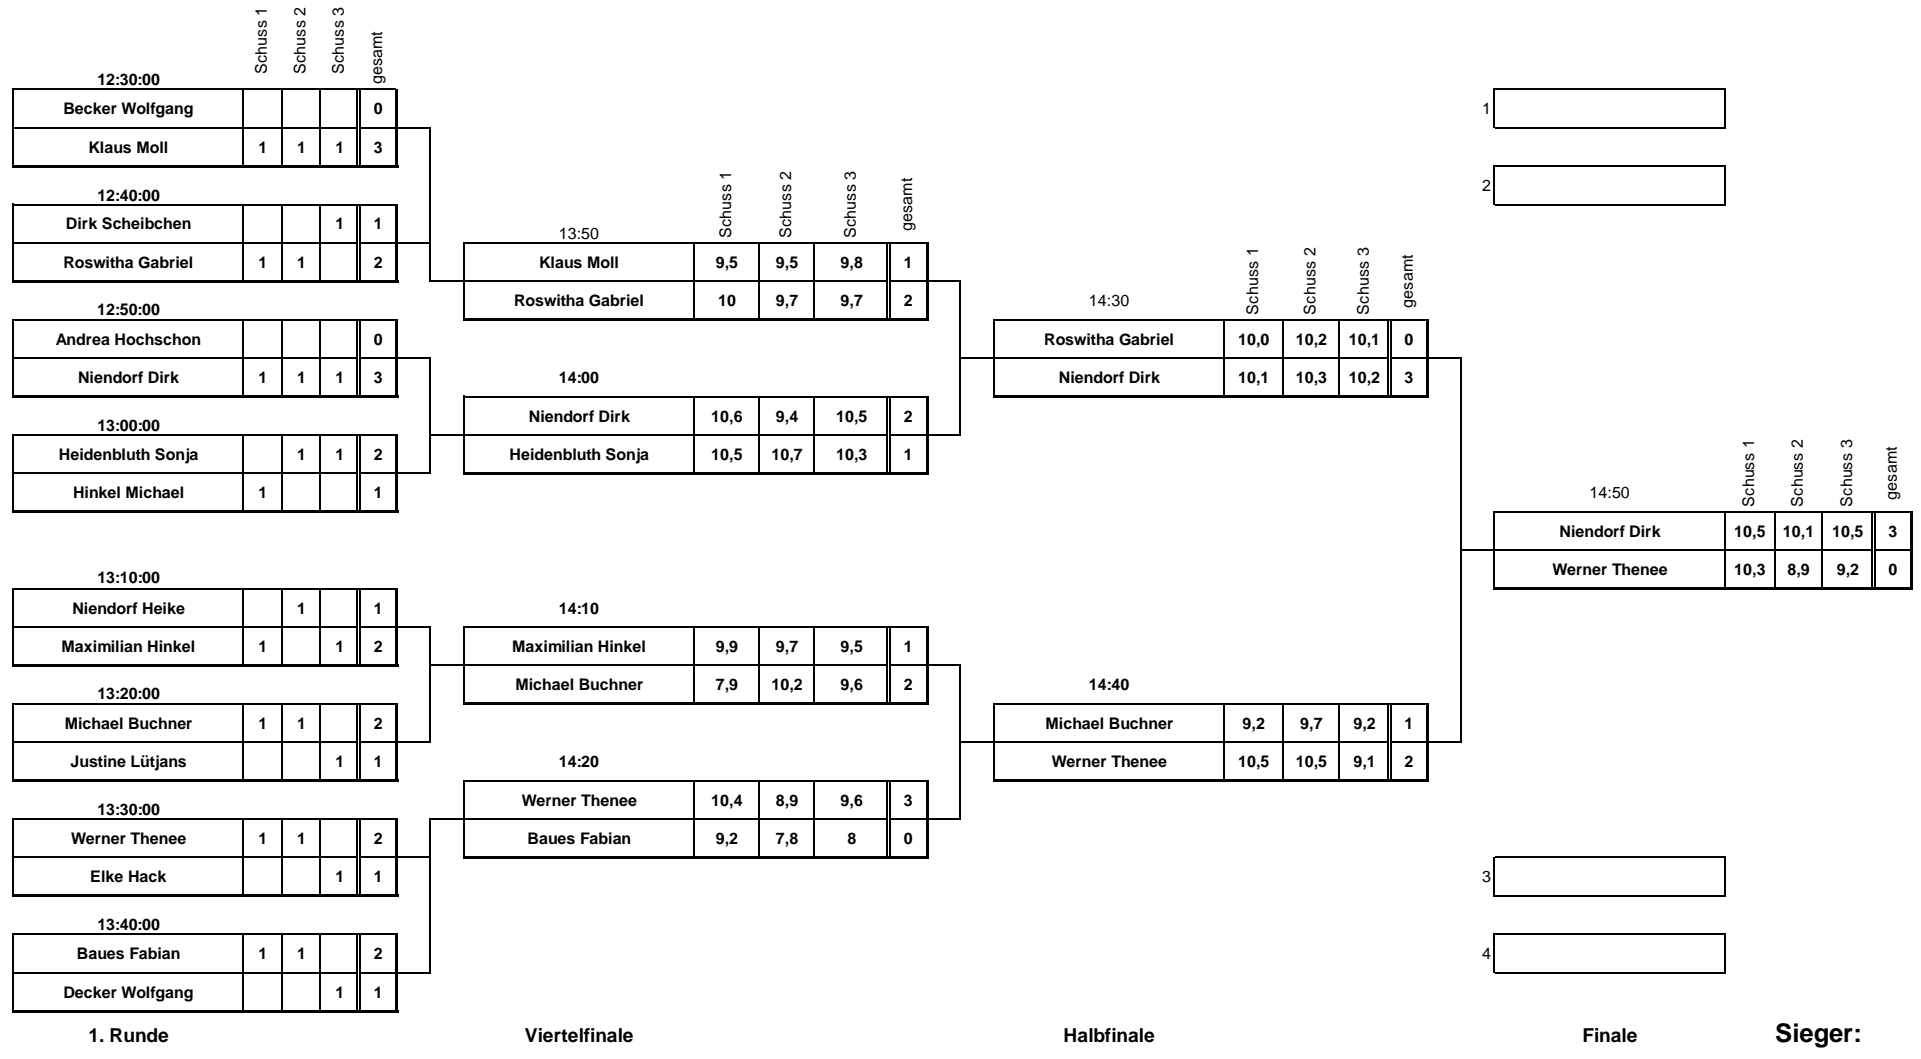 Schuss 1 Schuss 2 Schuss 3 gesamt
12:30:00
Becker Wolfgang 0
Klaus Moll 1 1 1 3
12:40:00
Dirk Scheibchen 1 1
Roswitha Gabriel 1 1 2
12:50:00
Andrea Hochschon 0
Niendorf Dirk 1 1 1 3
13:00:00
Heidenbluth Sonja 1 1 2
Hinkel Michael 1 1
13:10:00
Niendorf Heike 1 1
Maximilian Hinkel 1 1 2
13:20:00
Michael Buchner 1 1 2
Justine Lütjans 1 1
13:30:00
Werner Thenee 1 1 2
Elke Hack 1 1
13:40:00
Baues Fabian 1 1 2
Decker Wolfgang 1 1
1. Runde
Schuss 1 Schuss 2 Schuss 3 gesamt
13:50
Klaus Moll 9,5 9,5 9,8 1
Roswitha Gabriel 10 9,7 9,7 2
14:00
Niendorf Dirk 10,6 9,4 10,5 2
Heidenbluth Sonja 10,5 10,7 10,3 1
14:10
Maximilian Hinkel 9,9 9,7 9,5 1
Michael Buchner 7,9 10,2 9,6 2
14:20
Werner Thenee 10,4 8,9 9,6 3
Baues Fabian 9,2 7,8 8 0
Viertelfinale
Schuss 1 Schuss 2 Schuss 3 gesamt
14:30
Roswitha Gabriel 10,0 10,2 10,1 0
Niendorf Dirk 10,1 10,3 10,2 3
14:40
Michael Buchner 9,2 9,7 9,2 1
Werner Thenee 10,5 10,5 9,1 2
Halbfinale
1
2
Schuss 1 Schuss 2 Schuss 3 gesamt
14:50
Niendorf Dirk 10,5 10,1 10,5 3
Werner Thenee 10,3 8,9 9,2 0
3
4
Finale
Sieger: